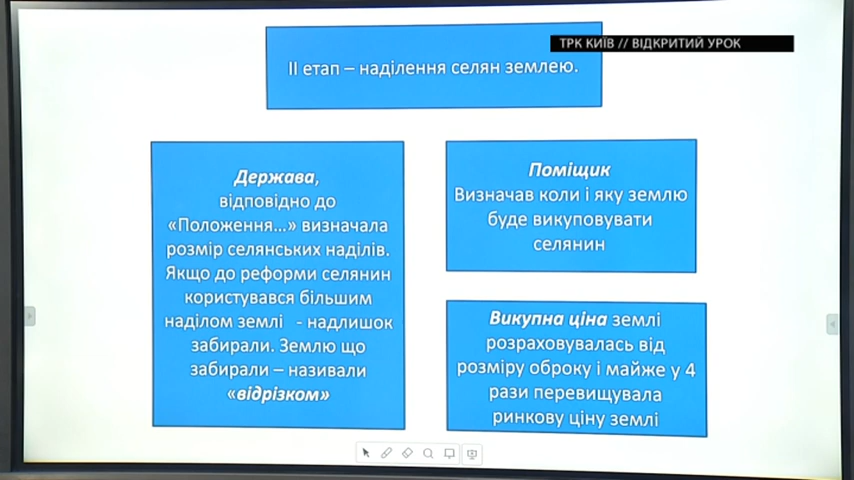 ТРК КИЇВ // ВІДКРИТИЙ УРОК
ІІ етап – наділення селян землею.
Держава,
відповідно до
«Положення…» визначала
розмір селянських наділів.
Якщо до реформи селянин
користувався більшим
наділом землі - надлишок
забирали. Землю що
забирали – називали
«відрізком»
Поміщик
Визначав коли і яку землю
буде викуповувати
селянин
Викупна ціна землі
розраховувалась від
розміру оброку і майже у 4
рази перевищувала
ринкову ціну землі